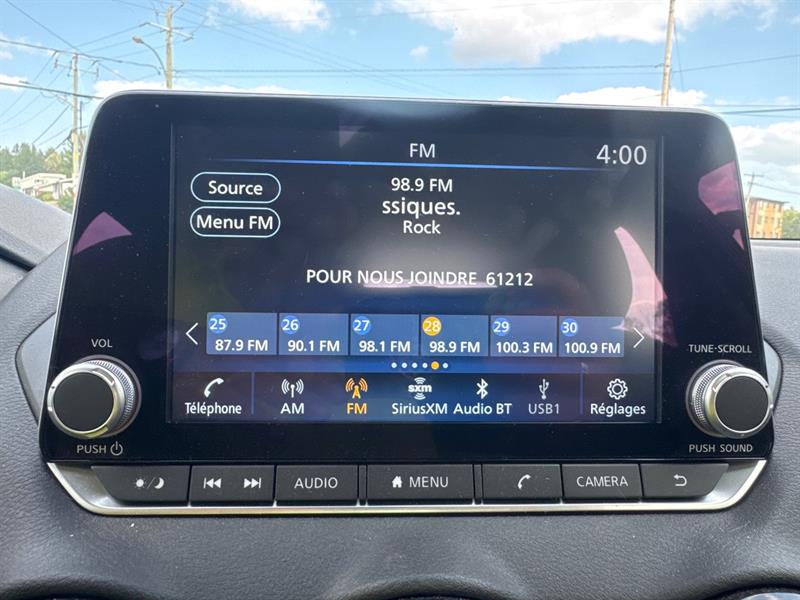 FM
4:00
Source
98.9 FM
ssiques.
Menu FM
Rock
POUR NOUS JOINDRE 61212
25 26 27 28 29 30
87.9 FM 90.1 FM 98.1 FM 98.9 FM 100.3 FM 100.9 FM
VOL
TUNE·SCROLL
sxm
Téléphone AM FM SiriusXM Audio BT USB1 Réglages
PUSH
PUSH SOUND
AUDIO MENU CAMERA